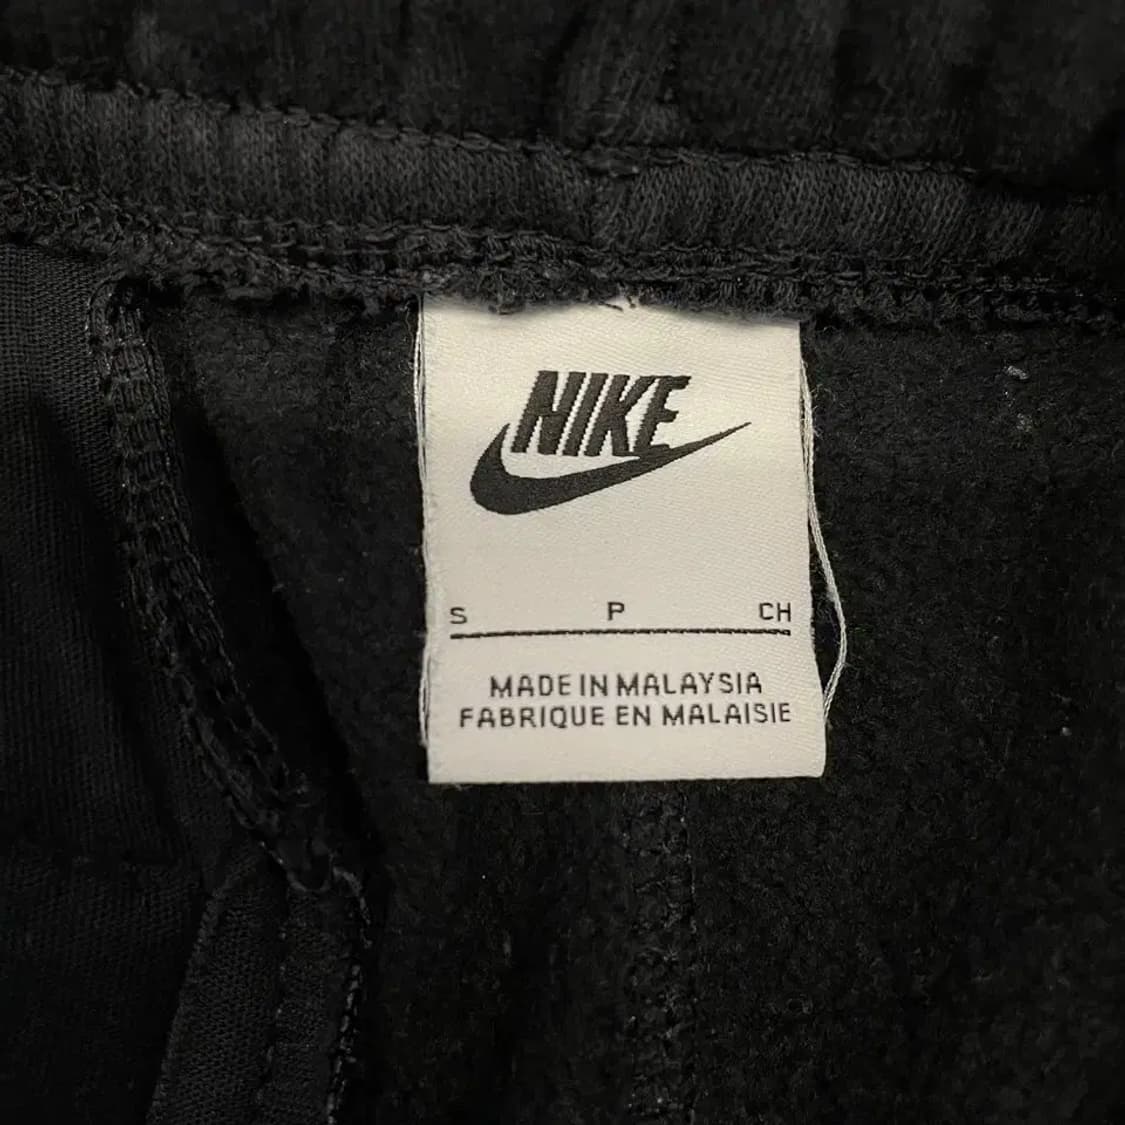 NIKE
S P CH
MADE IN MALAYSIA
FABRIQUE EN MALAISIE